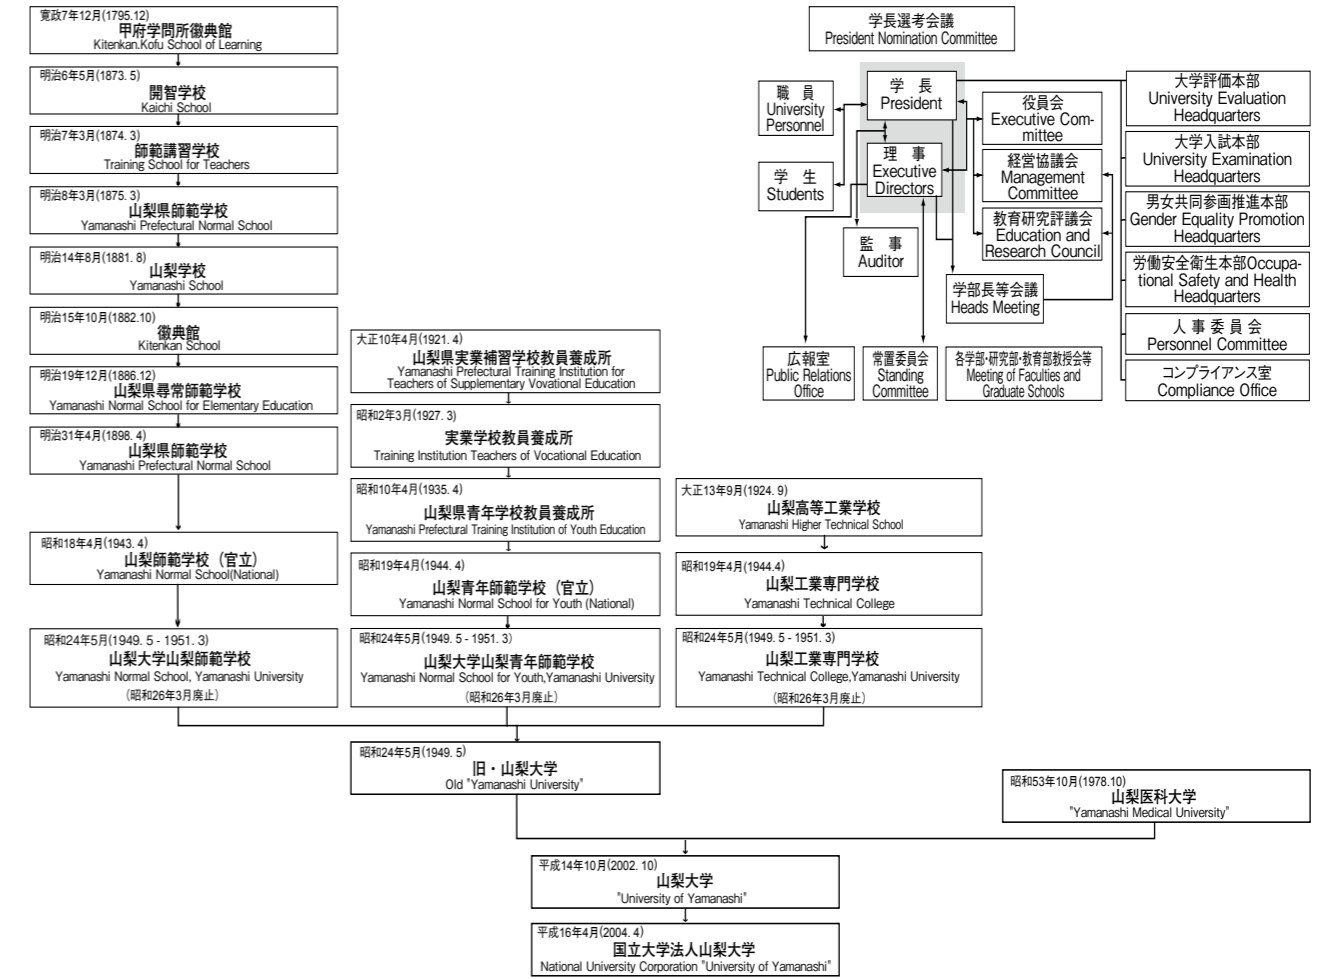 寛政7年12月(1795.12)
甲府学問所徽典館
Kitenkan.Kofu School of Learning
明治6年5月(1873. 5)
開智学校
Kaichi School
明治7年3月(1874. 3)
師範講習学校
Training School for Teachers
明治8年3月(1875. 3)
山梨県師範学校
Yamanashi Prefectural Normal School
明治14年8月(1881. 8)
山梨学校
Yamanashi School
明治15年10月(1882.10)
徽典館
Kitenkan School
明治19年12月(1886.12)
山梨県尋常師範学校
Yamanashi Normal School for Elementary Education
明治31年4月(1898. 4)
山梨県師範学校
Yamanashi Prefectural Normal School
昭和18年4月(1943. 4)
山梨師範学校（官立）
Yamanashi Normal School(National)
昭和24年5月(1949. 5 - 1951. 3)
山梨大学山梨師範学校
Yamanashi Normal School, Yamanashi University
（昭和26年3月廃止）
大正10年4月(1921. 4)
山梨県実業補習学校教員養成所
Yamanashi Prefectural Training Institution for
Teachers of Supplementary Vovational Education
昭和2年3月(1927. 3)
実業学校教員養成所
Training Institution Teachers of Vocational Education
昭和10年4月(1935. 4)
山梨県青年学校教員養成所
Yamanashi Prefectural Training Institution of Youth Education
昭和19年4月(1944. 4)
山梨青年師範学校（官立）
Yamanashi Normal School for Youth (National)
昭和24年5月(1949. 5 - 1951. 3)
山梨大学山梨青年師範学校
Yamanashi Normal School for Youth,Yamanashi University
（昭和26年3月廃止）
大正13年9月(1924. 9)
山梨高等工業学校
Yamanashi Higher Technical School
昭和19年4月(1944.4)
山梨工業専門学校
Yamanashi Technical College
昭和24年5月(1949. 5 - 1951. 3)
山梨工業専門学校
Yamanashi Technical College,Yamanashi University
（昭和26年3月廃止）
昭和24年5月(1949. 5)
旧・山梨大学
Old "Yamanashi University"
昭和53年10月(1978.10)
山梨医科大学
"Yamanashi Medical University"
平成14年10月(2002. 10)
山梨大学
"University of Yamanashi"
平成16年4月(2004. 4)
国立大学法人山梨大学
National University Corporation "University of Yamanashi"
学長選考会議
President Nomination Committee
職　員
University
Personnel
学　生
Students
学　長
President
理　事
Executive
Directors
監　事
Auditor
役員会
Executive Com-
mittee
経営協議会
Management
Committee
教育研究評議会
Education and
Research Council
学部長等会議
Heads Meeting
広報室
Public Relations
Office
常置委員会
Standing
Committee
各学部・研究部・教育部教授会等
Meeting of Faculties and
Graduate Schools
大学評価本部
University Evaluation
Headquarters
大学入試本部
University Examination
Headquarters
男女共同参画推進本部
Gender Equality Promotion
Headquarters
労働安全衛生本部Occupa-
tional Safety and Health
Headquarters
人 事 委 員 会
Personnel Committee
コンプライアンス室
Compliance Office